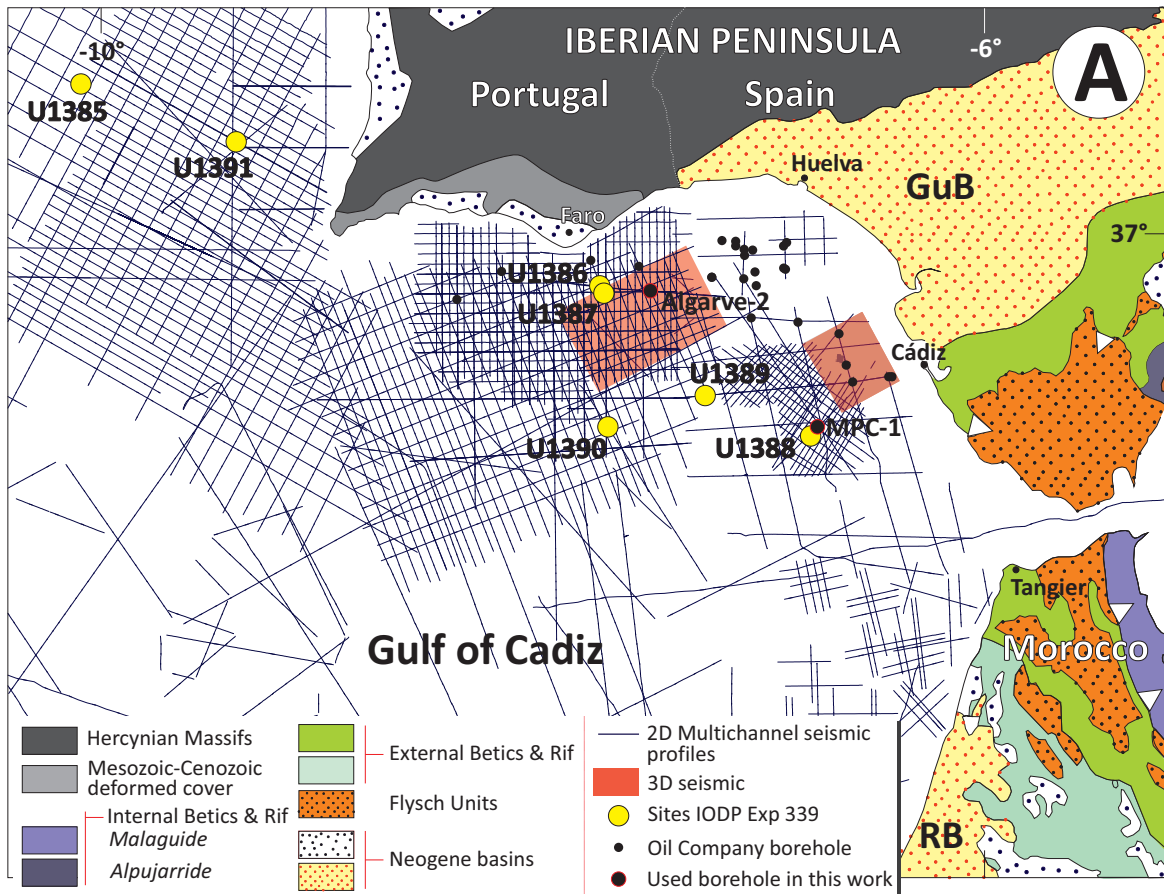 IBERIAN PENINSULA
-10°
-6°
A
Portugal
Spain
U1385
U1391
Huelva
GuB
Faro
37°
U1386
Algarve-2
U1387
Cádiz
U1389
MPC-1
U1390
U1388
Tangier
Gulf of Cadiz
Morocco
RB
Hercynian Massifs
Mesozoic-Cenozoic
deformed cover
Internal Betics & Rif
Malaguide
Alpujarride
External Betics & Rif
Flysch Units
Neogene basins
2D Multichannel seismic
profiles
3D seismic
Sites IODP Exp 339
Oil Company borehole
Used borehole in this work